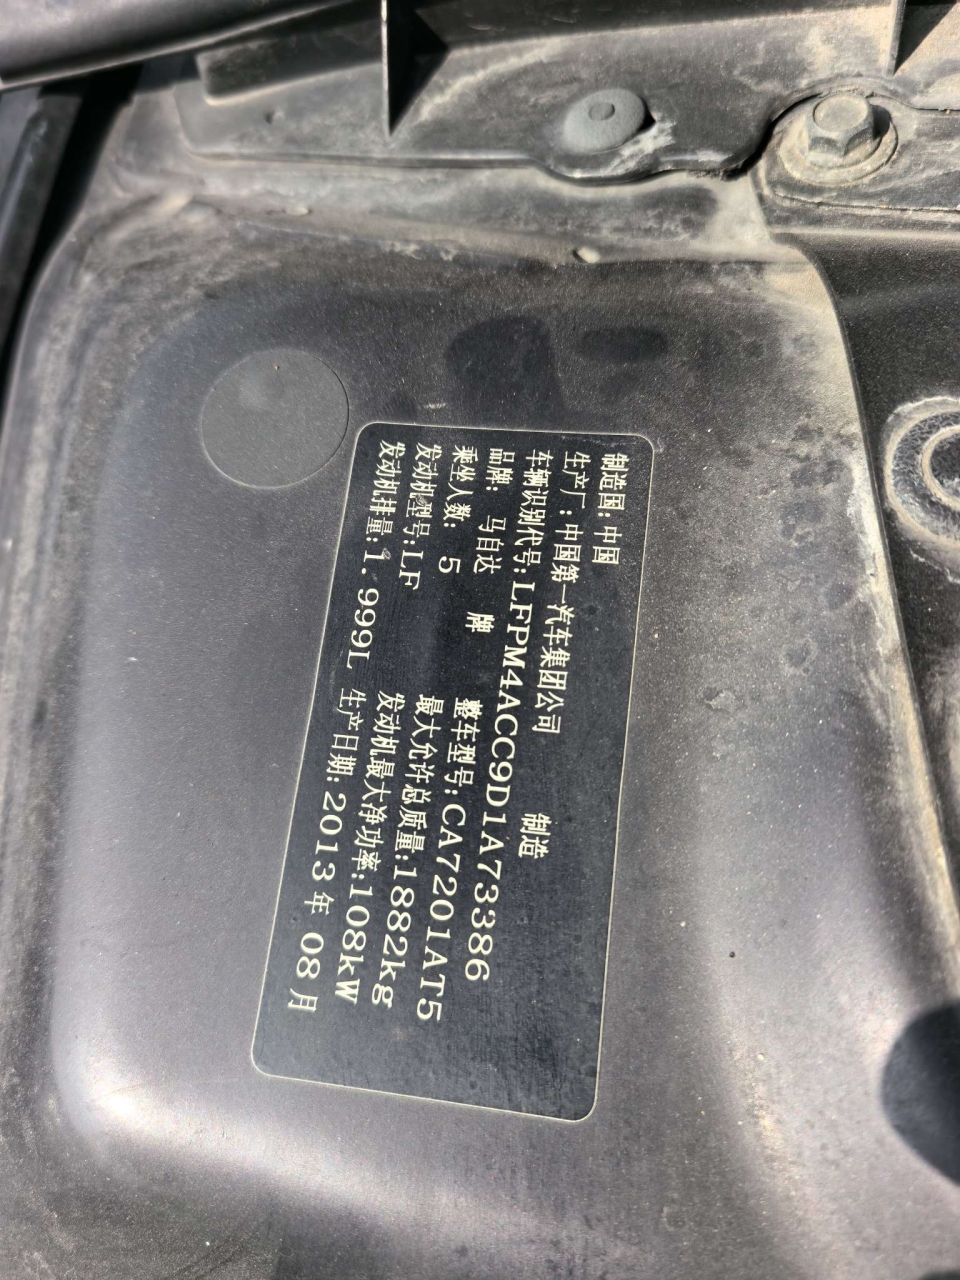 制造国:中国
生产厂:中国第一汽车集团公司 制造
车辆识别代号:LFPM4ACC9D1A73386
品牌: 马自达 牌 整车型号:CA7201AT5
乘坐人数: 5 最大允许总质量:1882kg
发动机型号:LF 发动机最大净功率:108kW
发动机排量:1.999L 生产日期:2013年 08月